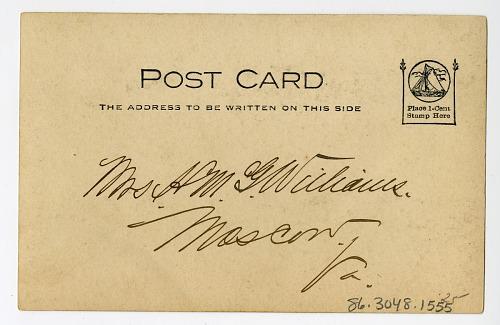 POST CARD
THE ADDRESS TO BE WRITTEN ON THIS SIDE
Place 1-Cent
Stamp Here
Mrs. A. M. G. Williams.
Moscow.
Va.
86.3048.1555